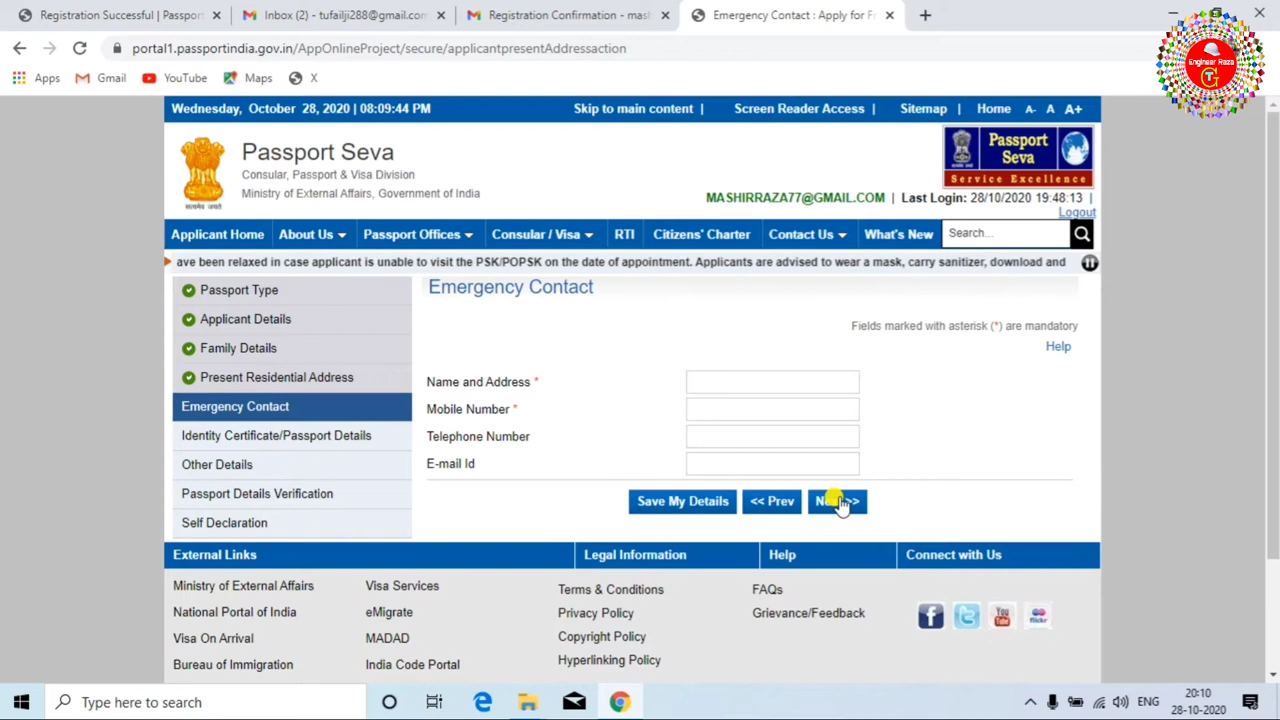 Registration Successful | Passport
Inbox (2) - tufailji288@gmail.com
Registration Confirmation - mash
Emergency Contact : Apply for Fr
portal1.passportindia.gov.in/AppOnlineProject/secure/applicantpresentAddressaction
Apps Gmail YouTube Maps X
Engineer Raza
TG
Wednesday, October 28, 2020 | 08:09:44 PM Skip to main content | Screen Reader Access | Sitemap | Home A- A A+
Passport Seva
Consular, Passport & Visa Division
Ministry of External Affairs, Government of India
Passport Seva
Service Excellence
MASHIRRAZA77@GMAIL.COM | Last Login: 28/10/2020 19:48:13 |
Logout
Applicant Home About Us Passport Offices Consular / Visa RTI Citizens' Charter Contact Us What's New Search...
ave been relaxed in case applicant is unable to visit the PSK/POPSK on the date of appointment. Applicants are advised to wear a mask, carry sanitizer, download and
Passport Type
Applicant Details
Family Details
Present Residential Address
Emergency Contact
Identity Certificate/Passport Details
Other Details
Passport Details Verification
Self Declaration
Emergency Contact
Fields marked with asterisk (*) are mandatory
Help
Name and Address *
Mobile Number *
Telephone Number
E-mail Id
Save My Details << Prev >>
External Links Legal Information Help Connect with Us
Ministry of External Affairs Visa Services Terms & Conditions FAQs
National Portal of India eMigrate Privacy Policy Grievance/Feedback
Visa On Arrival MADAD Copyright Policy
Bureau of Immigration India Code Portal Hyperlinking Policy
f You flickr
Type here to search
ENG
20:10
28-10-2020